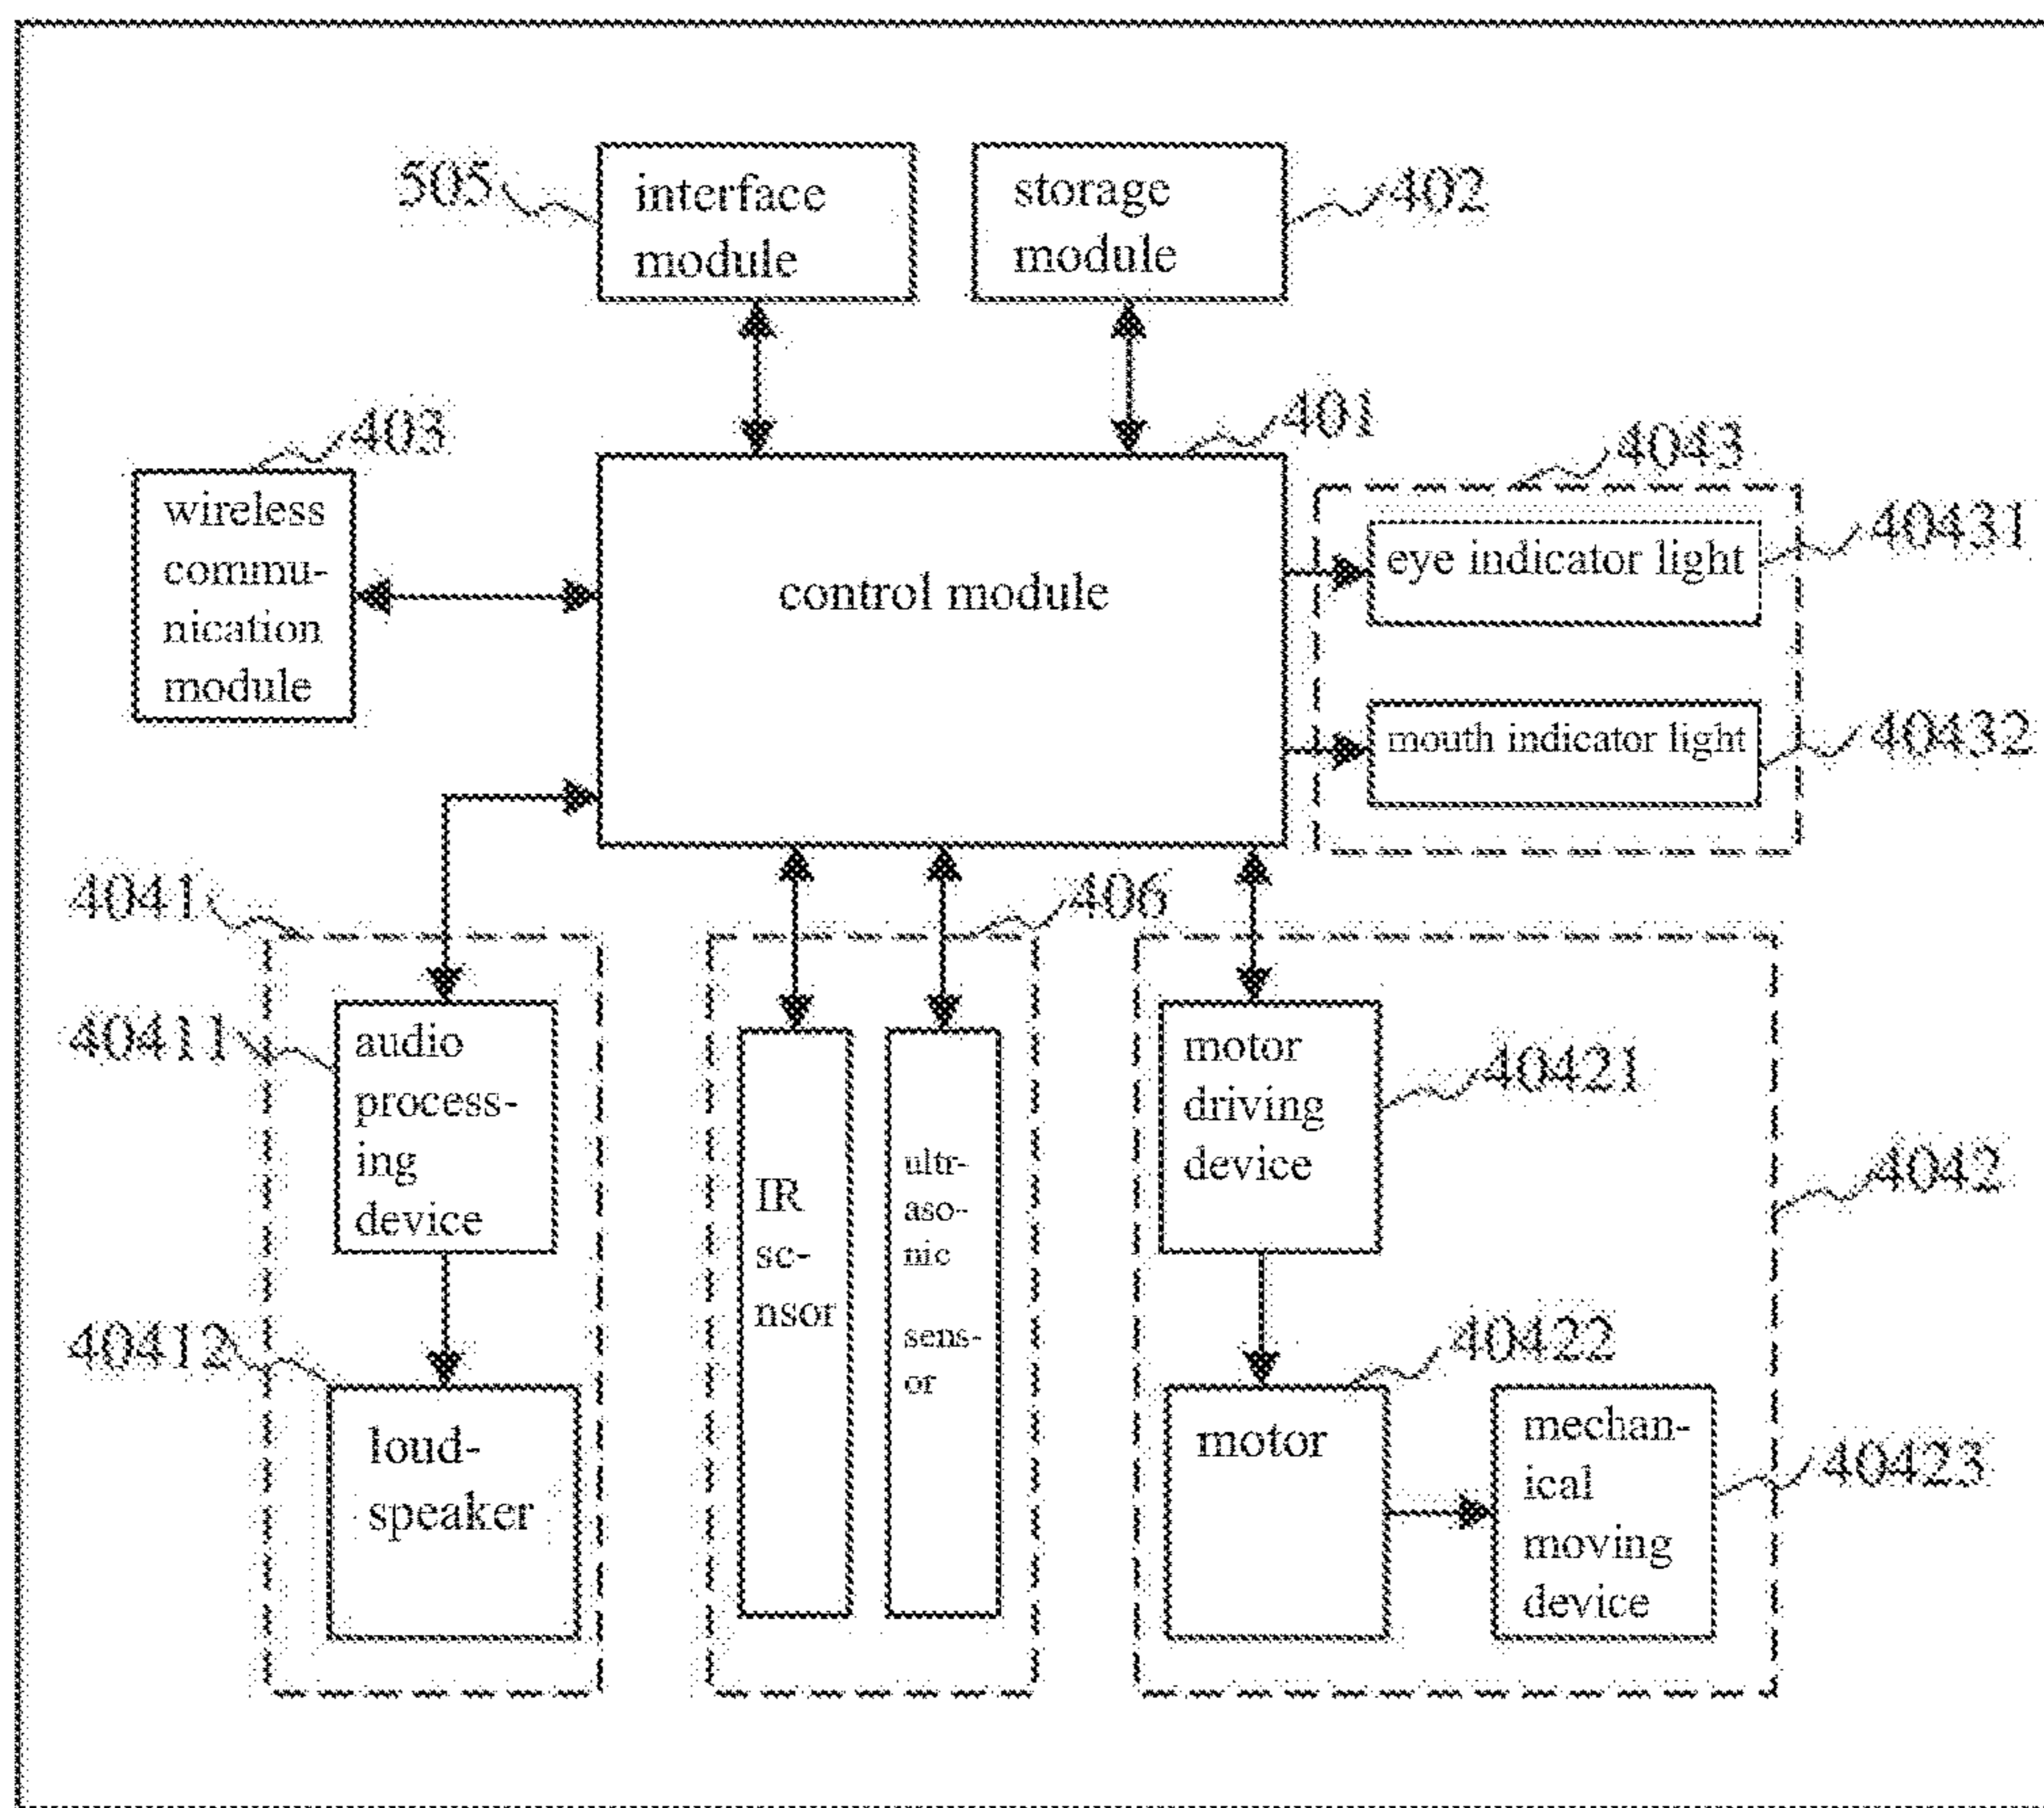 505
interface
module
storage
module
402
403
wireless
commu-
nication
module
401
control module
4043
eye indicator light
40431
mouth indicator light
40432
4041
40411
audio
process-
ing
device
40412
loud-
speaker
406
IR
se-
nsor
ultr-
aso-
nic
sens-
or
motor
driving
device
40421
4042
40422
motor
mechan-
ical
moving
device
40423